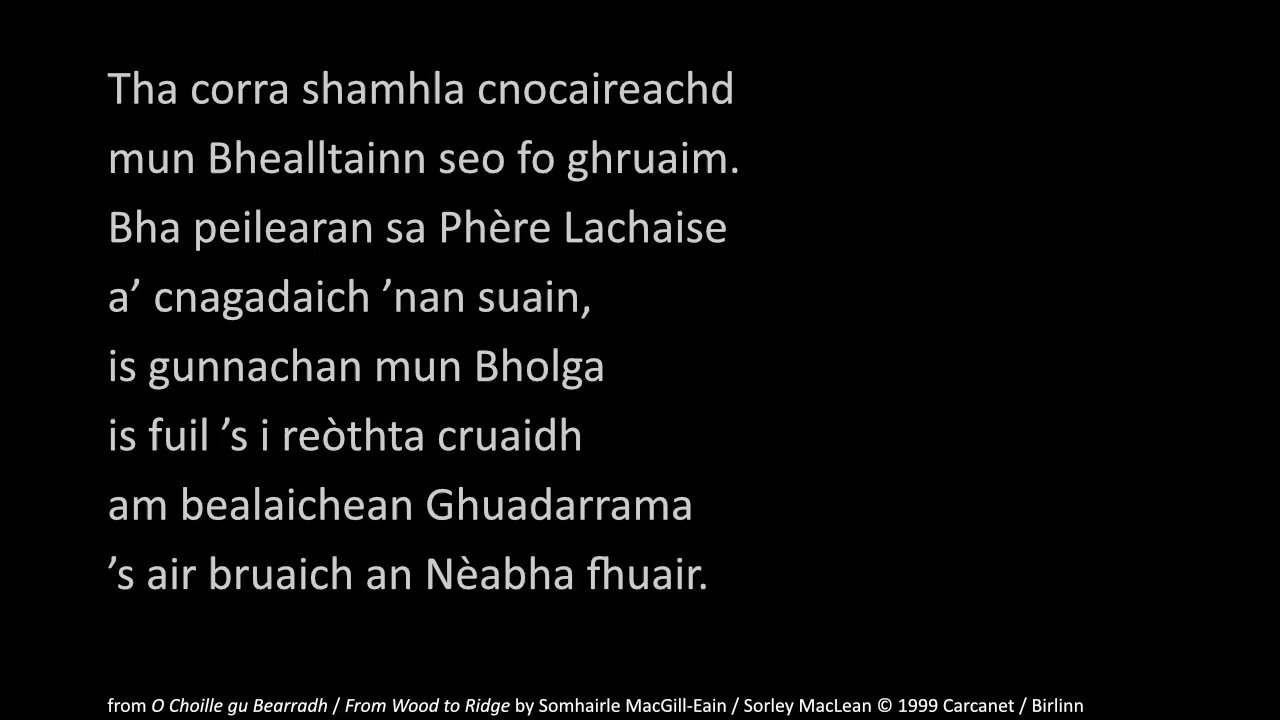 Tha corra shamhla cnocaireachd
mun Bhealltainn seo fo ghruaim.
Bha peilearan sa Phère Lachaise
a’ cnagadaich ’nan suain,
is gunnachan mun Bholga
is fuil ’s i reòthta cruaidh
am bealaichean Ghuadarrama
’s air bruaich an Nèabha fhuair.
from O Choille gu Bearradh / From Wood to Ridge by Somhairle MacGill-Eain / Sorley MacLean © 1999 Carcanet / Birlinn